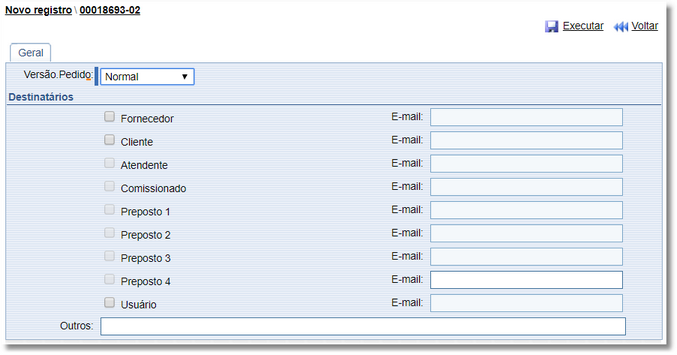 Novo registro \ 00018693-02
Executar Voltar
Geral
Versão.Pedido: Normal
Destinatários
Fornecedor E-mail:
Cliente E-mail:
Atendente E-mail:
Comissionado E-mail:
Preposto 1 E-mail:
Preposto 2 E-mail:
Preposto 3 E-mail:
Preposto 4 E-mail:
Usuário E-mail:
Outros: